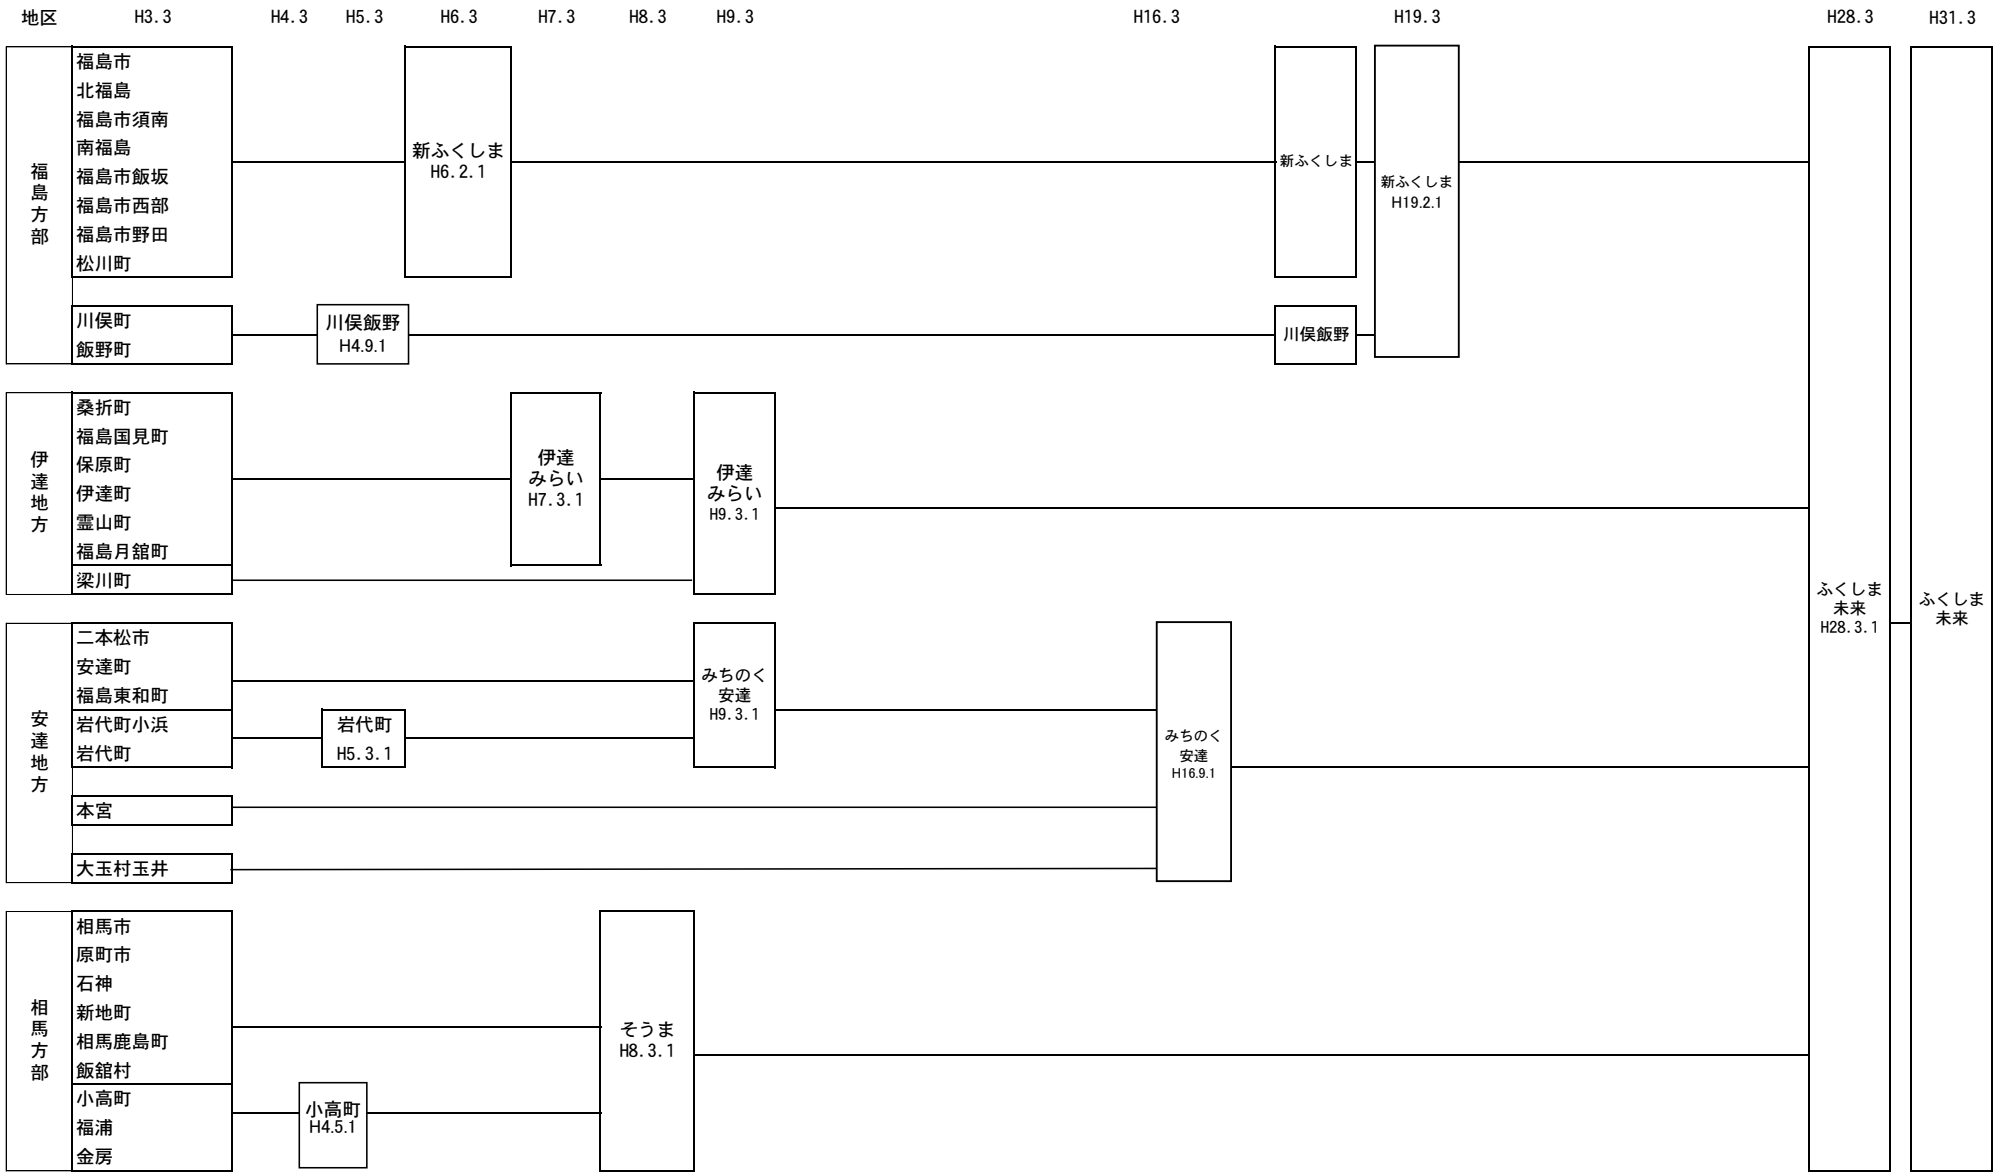 地区 H3.3 H4.3 H5.3 H6.3 H7.3 H8.3 H9.3 H16.3 H19.3 H28.3 H31.3
福島方部
福島市
北福島
福島市須南
南福島
福島市飯坂
福島市西部
福島市野田
松川町
新ふくしま
H6.2.1
新ふくしま
新ふくしま
H19.2.1
川俣町
飯野町
川俣飯野
H4.9.1
川俣飯野
伊達地方
桑折町
福島国見町
保原町
伊達町
霊山町
福島月舘町
梁川町
伊達
みらい
H7.3.1
伊達
みらい
H9.3.1
安達地方
二本松市
安達町
福島東和町
岩代町小浜
岩代町
本宮
大玉村玉井
岩代町
H5.3.1
みちのく
安達
H9.3.1
みちのく
安達
H16.9.1
相馬方部
相馬市
原町市
石神
新地町
相馬鹿島町
飯舘村
小高町
福浦
金房
小高町
H4.5.1
そうま
H8.3.1
ふくしま
未来
H28.3.1
ふくしま
未来